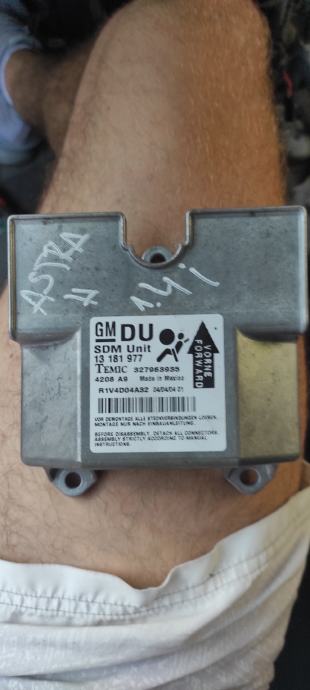 ASTRA
H
1.4i
GM DU
SDM Unit
13 181 977
TEMIC 327963935
4208 A9 Made in Mexico
R1V4D04A32 04/04/04 01
VORNE
FORWARD
VOR DEMONTAGE ALLE STECKVERBINDUNGEN LOESEN.
MONTAGE NUR NACH EINBAUANLEITUNG.
BEFORE DISASSEMBLY, DETACH ALL CONNECTORS.
ASSEMBLY STRICTLY ACCORDING TO MANUAL
INSTRUCTIONS.